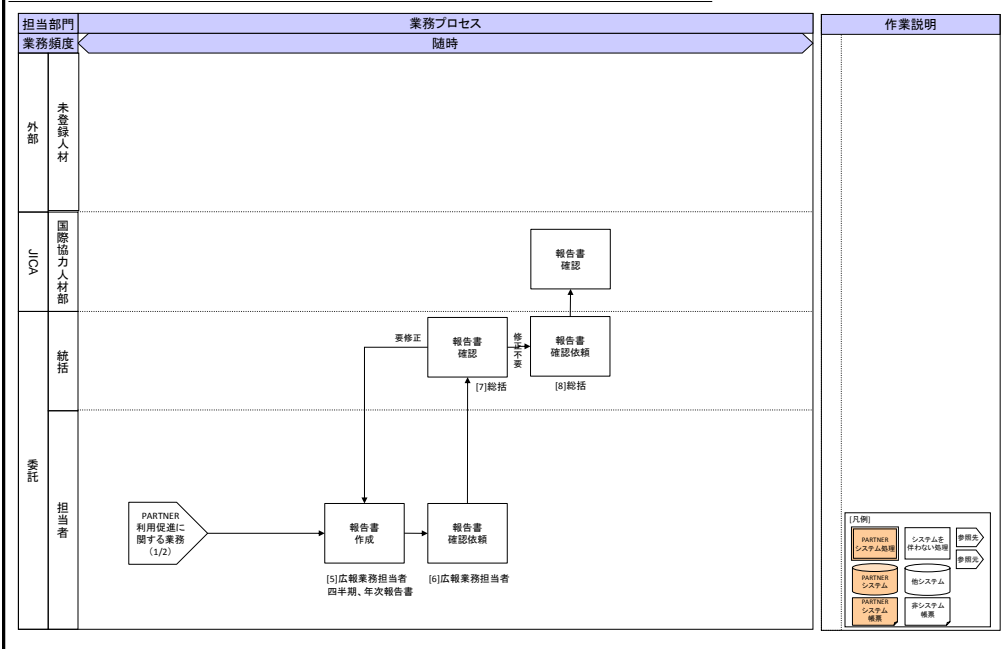 担当部門
業務プロセス
作業説明
業務頻度
随時
外部
未登録人材
JICA
国際協力人材部
報告書
確認
委託
統括
要修正
報告書
確認
修正不要
報告書
確認依頼
[7]総括
[8]総括
担当者
PARTNER
利用促進に
関する業務
（1/2）
報告書
作成
報告書
確認依頼
[5]広報業務担当者
四半期、年次報告書
[6]広報業務担当者
[凡例]
PARTNER
システム処理
システムを
伴わない処理
参照先
参照元
PARTNER
システム
他システム
PARTNER
システム
帳票
非システム
帳票